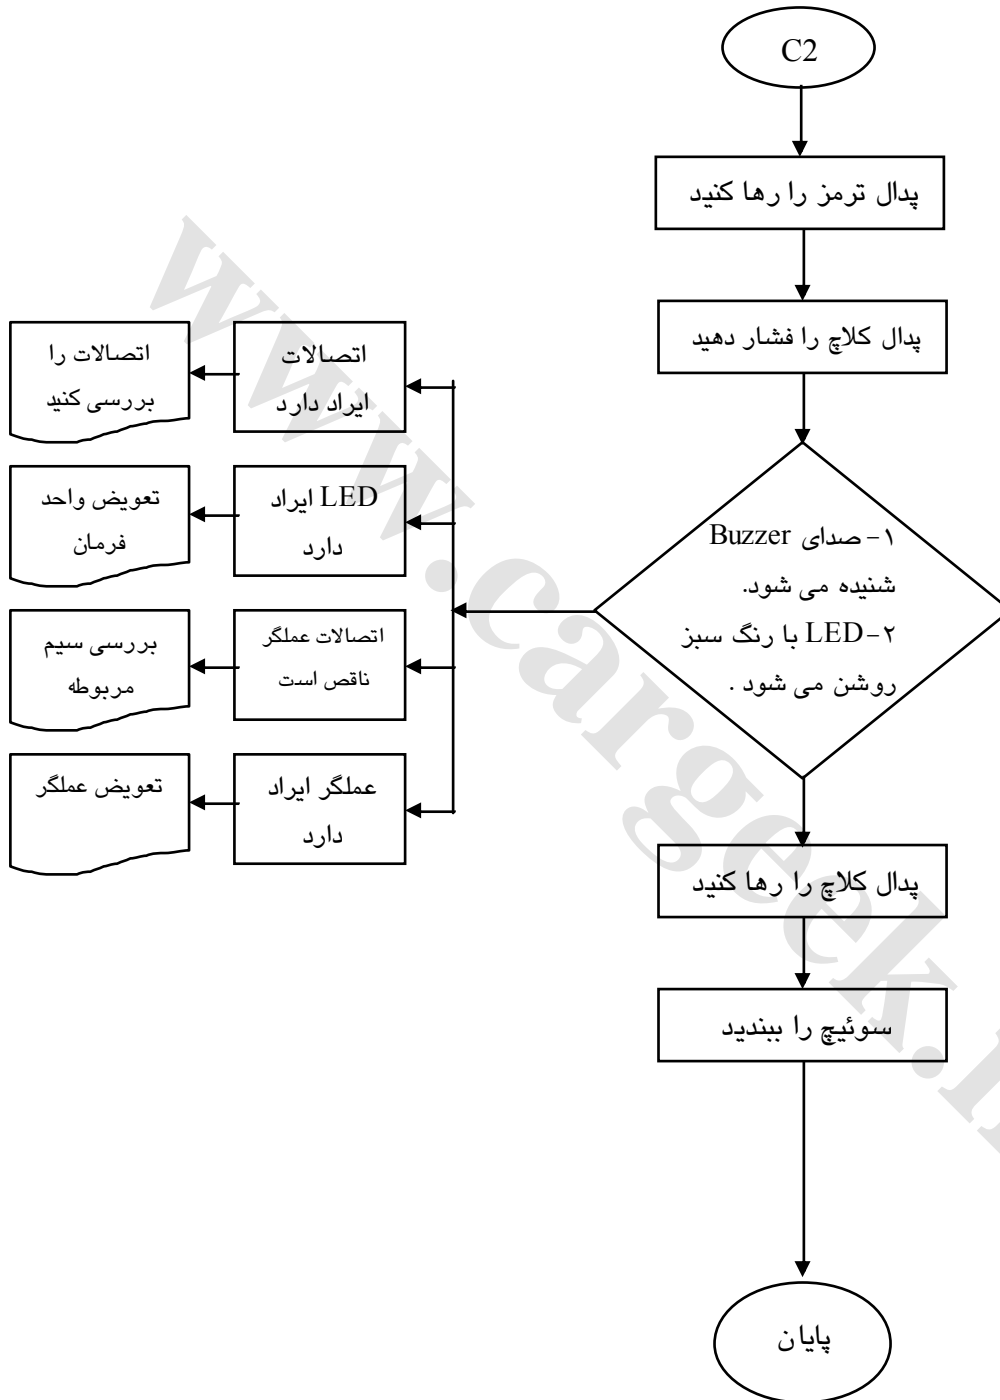 C2
پدال ترمز را رها کنید
پدال کلاچ را فشار دهید
۱- صدای Buzzer
شنیده می شود.
۲-LED با رنگ سبز
روشن می شود .
اتصالات
ایراد دارد
اتصالات را
بررسی کنید
LED ایراد
دارد
تعویض واحد
فرمان
اتصالات عملگر
ناقص است
بررسی سیم
مربوطه
عملگر ایراد
دارد
تعویض عملگر
پدال کلاچ را رها کنید
سوئیچ را ببندید
پایان